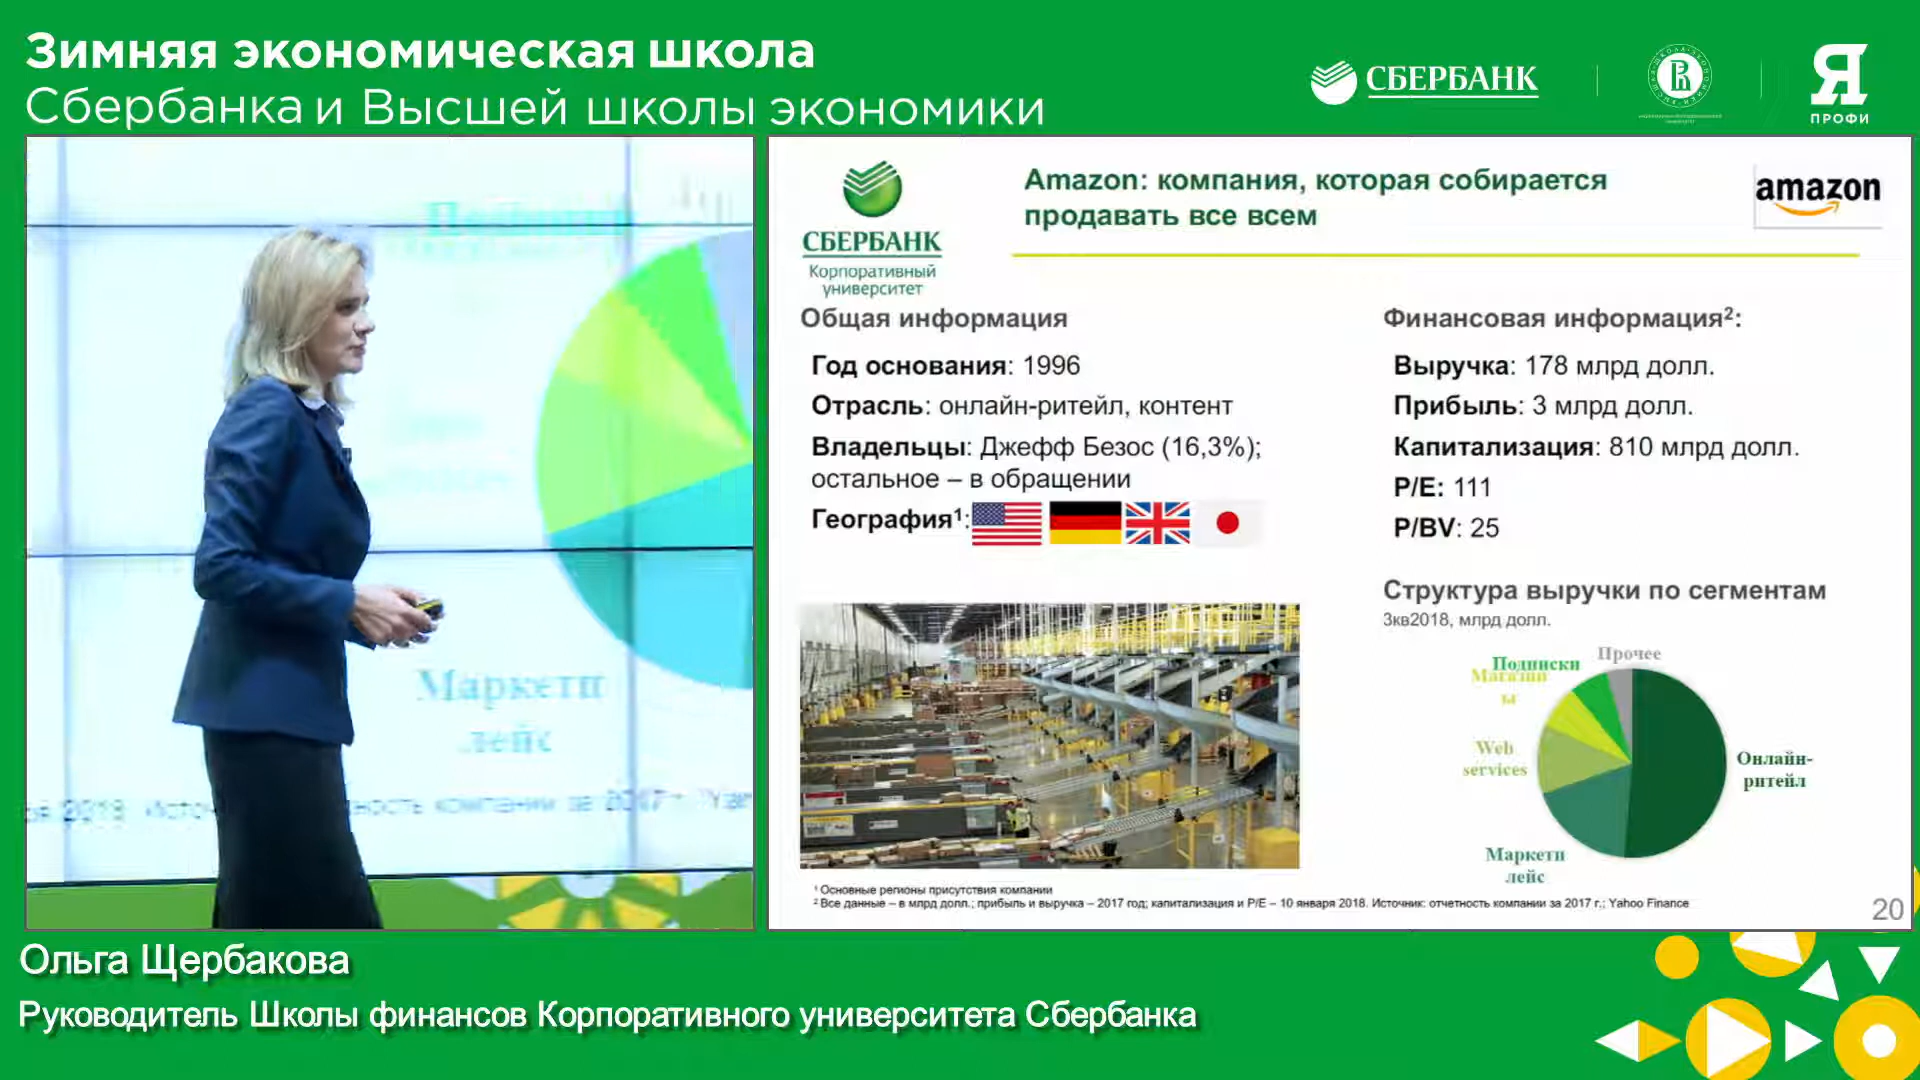 Зимняя экономическая школа
Сбербанка и Высшей школы экономики
СБЕРБАНК
Я
ПРОФИ
Маркетп
лейс
СБЕРБАНК
Корпоративный
университет
Amazon: компания, которая собирается
продавать все всем
amazon
Общая информация
Год основания: 1996
Отрасль: онлайн-ритейл, контент
Владельцы: Джефф Безос (16,3%);
остальное – в обращении
География¹:
Финансовая информация²:
Выручка: 178 млрд долл.
Прибыль: 3 млрд долл.
Капитализация: 810 млрд долл.
P/E: 111
P/BV: 25
Структура выручки по сегментам
3кв2018, млрд долл.
Прочее
Подписки
Магазин
ы
Web
services
Онлайн-
ритейл
Маркетп
лейс
¹ Основные регионы присутствия компании
² Все данные – в млрд долл.; прибыль и выручка – 2017 год; капитализация и P/E – 10 января 2018. Источник: отчетность компании за 2017 г.; Yahoo Finance
20
Ольга Щербакова
Руководитель Школы финансов Корпоративного университета Сбербанка